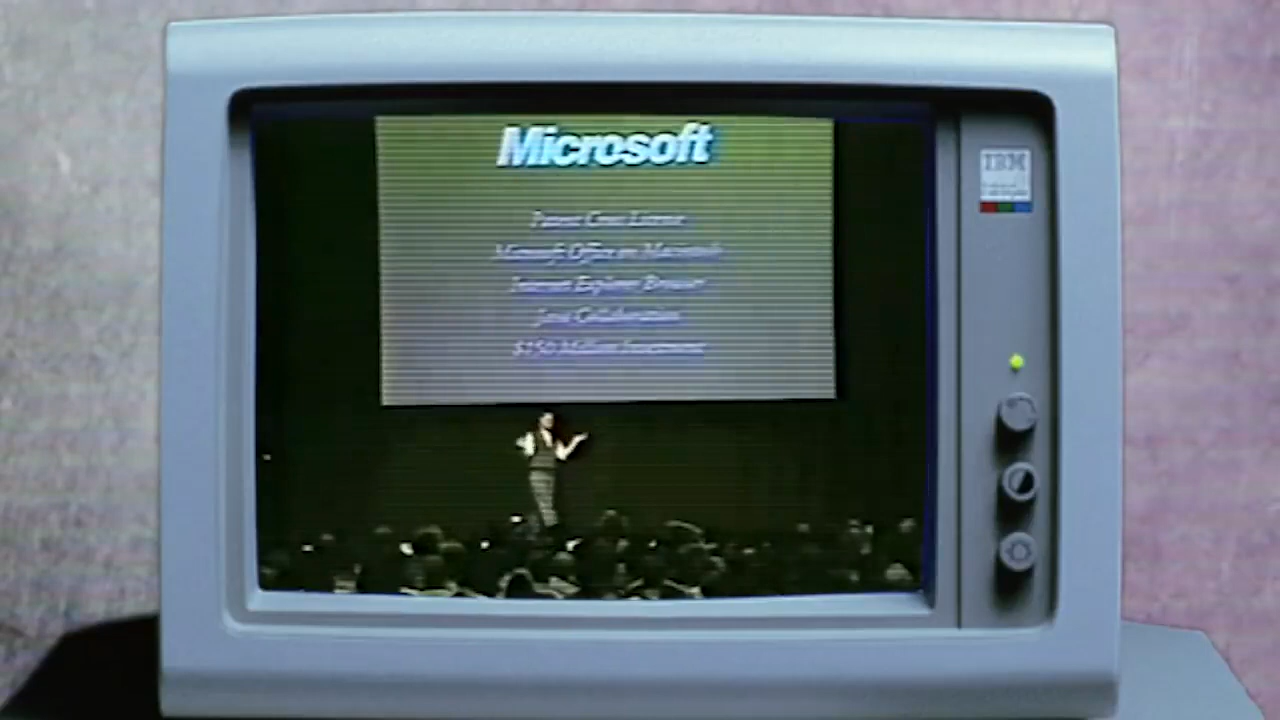 Microsoft
Patent Cross License
Microsoft Office on Macintosh
Internet Explorer Browser
Java Collaboration
$150 Million Investment
IBM